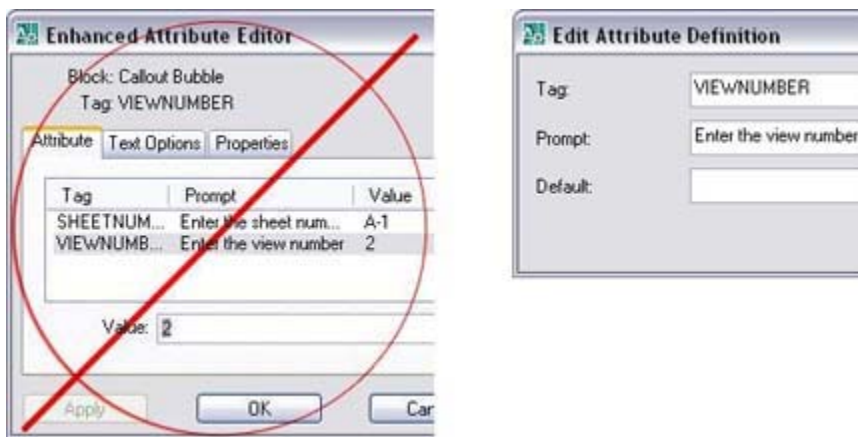 Enhanced Attribute Editor
Block: Callout Bubble
Tag: VIEWNUMBER
Attribute Text Options Properties
Tag Prompt Value
SHEETNUM... Enter the sheet num... A-1
VIEWNUMB... Enter the view number 2
Value: 2
Apply OK Can
Edit Attribute Definition
Tag: VIEWNUMBER
Prompt: Enter the view number
Default: